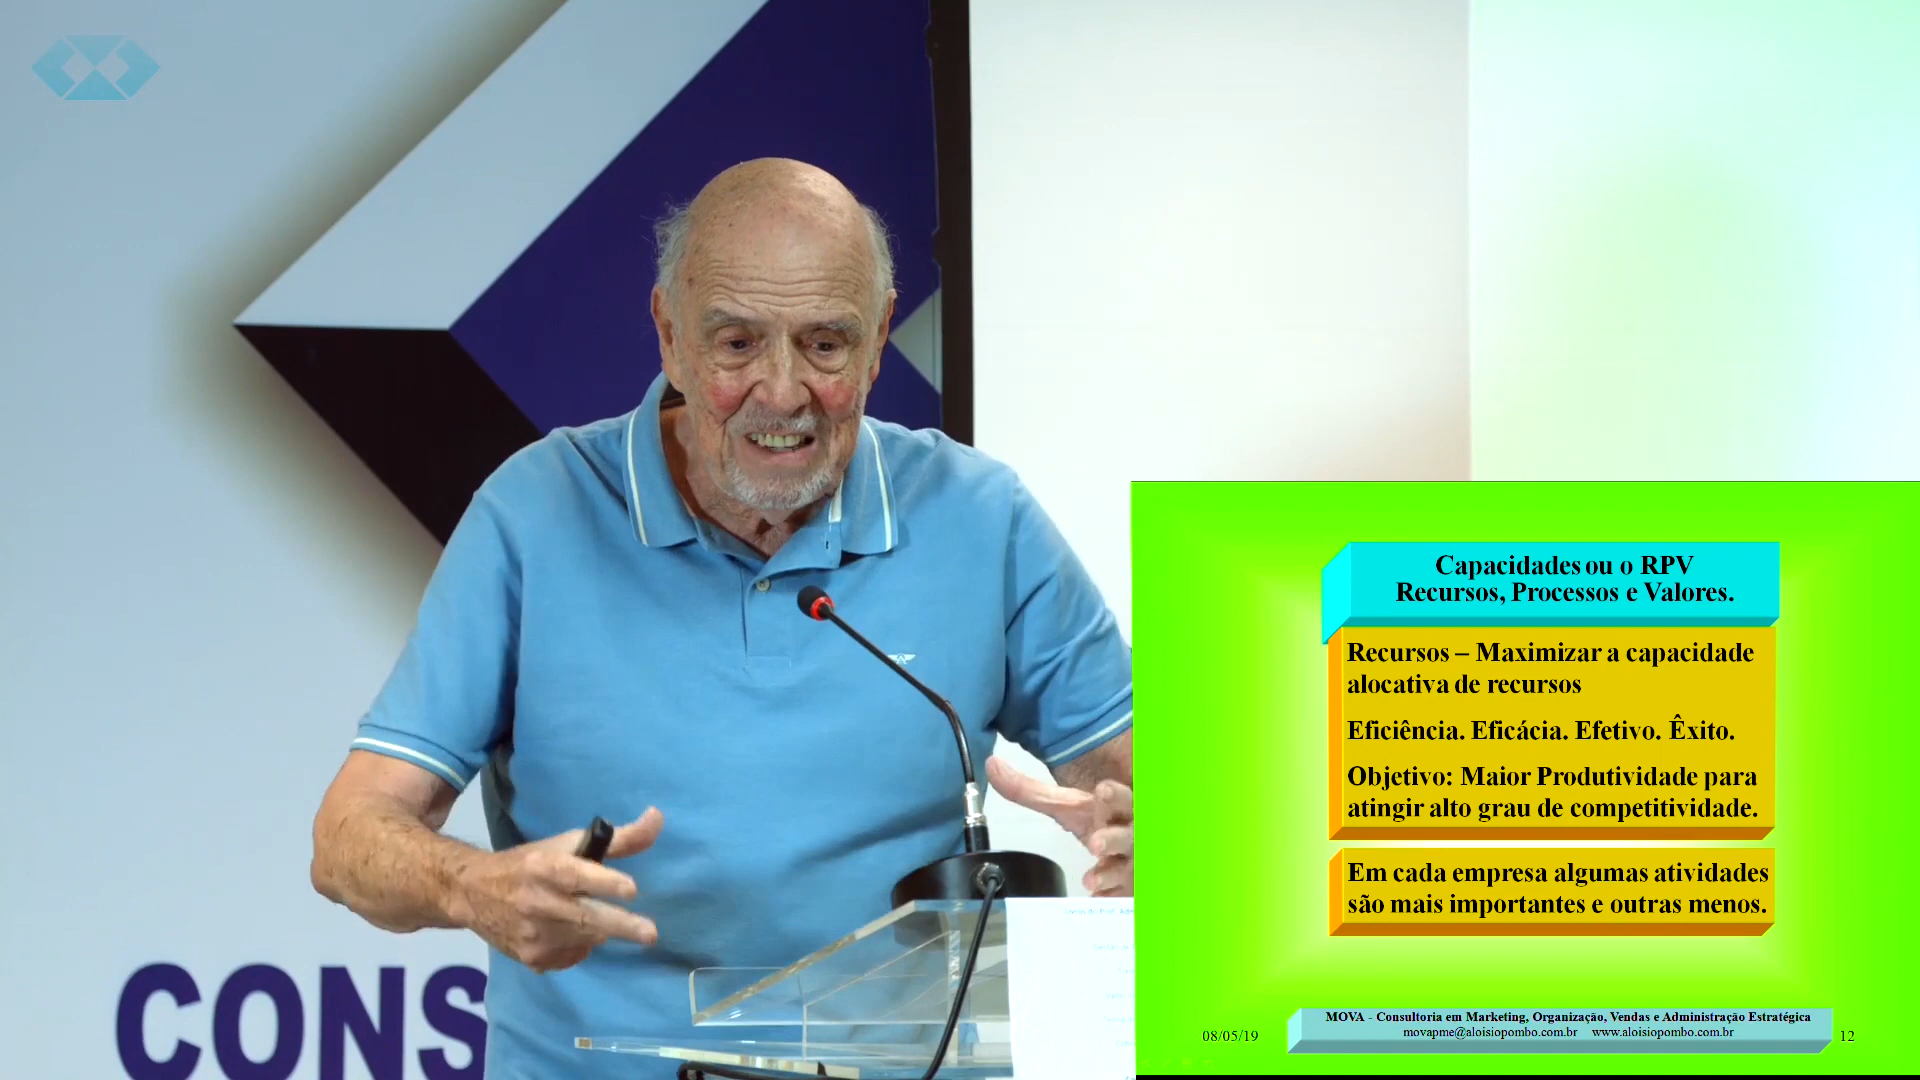 CONS
Capacidades ou o RPV
Recursos, Processos e Valores.
Recursos – Maximizar a capacidade
alocativa de recursos
Eficiência. Eficácia. Efetivo. Êxito.
Objetivo: Maior Produtividade para
atingir alto grau de competitividade.
Em cada empresa algumas atividades
são mais importantes e outras menos.
MOVA - Consultoria em Marketing, Organização, Vendas e Administração Estratégica
movapme@aloisiopombo.com.br www.aloisiopombo.com.br
08/05/19
12